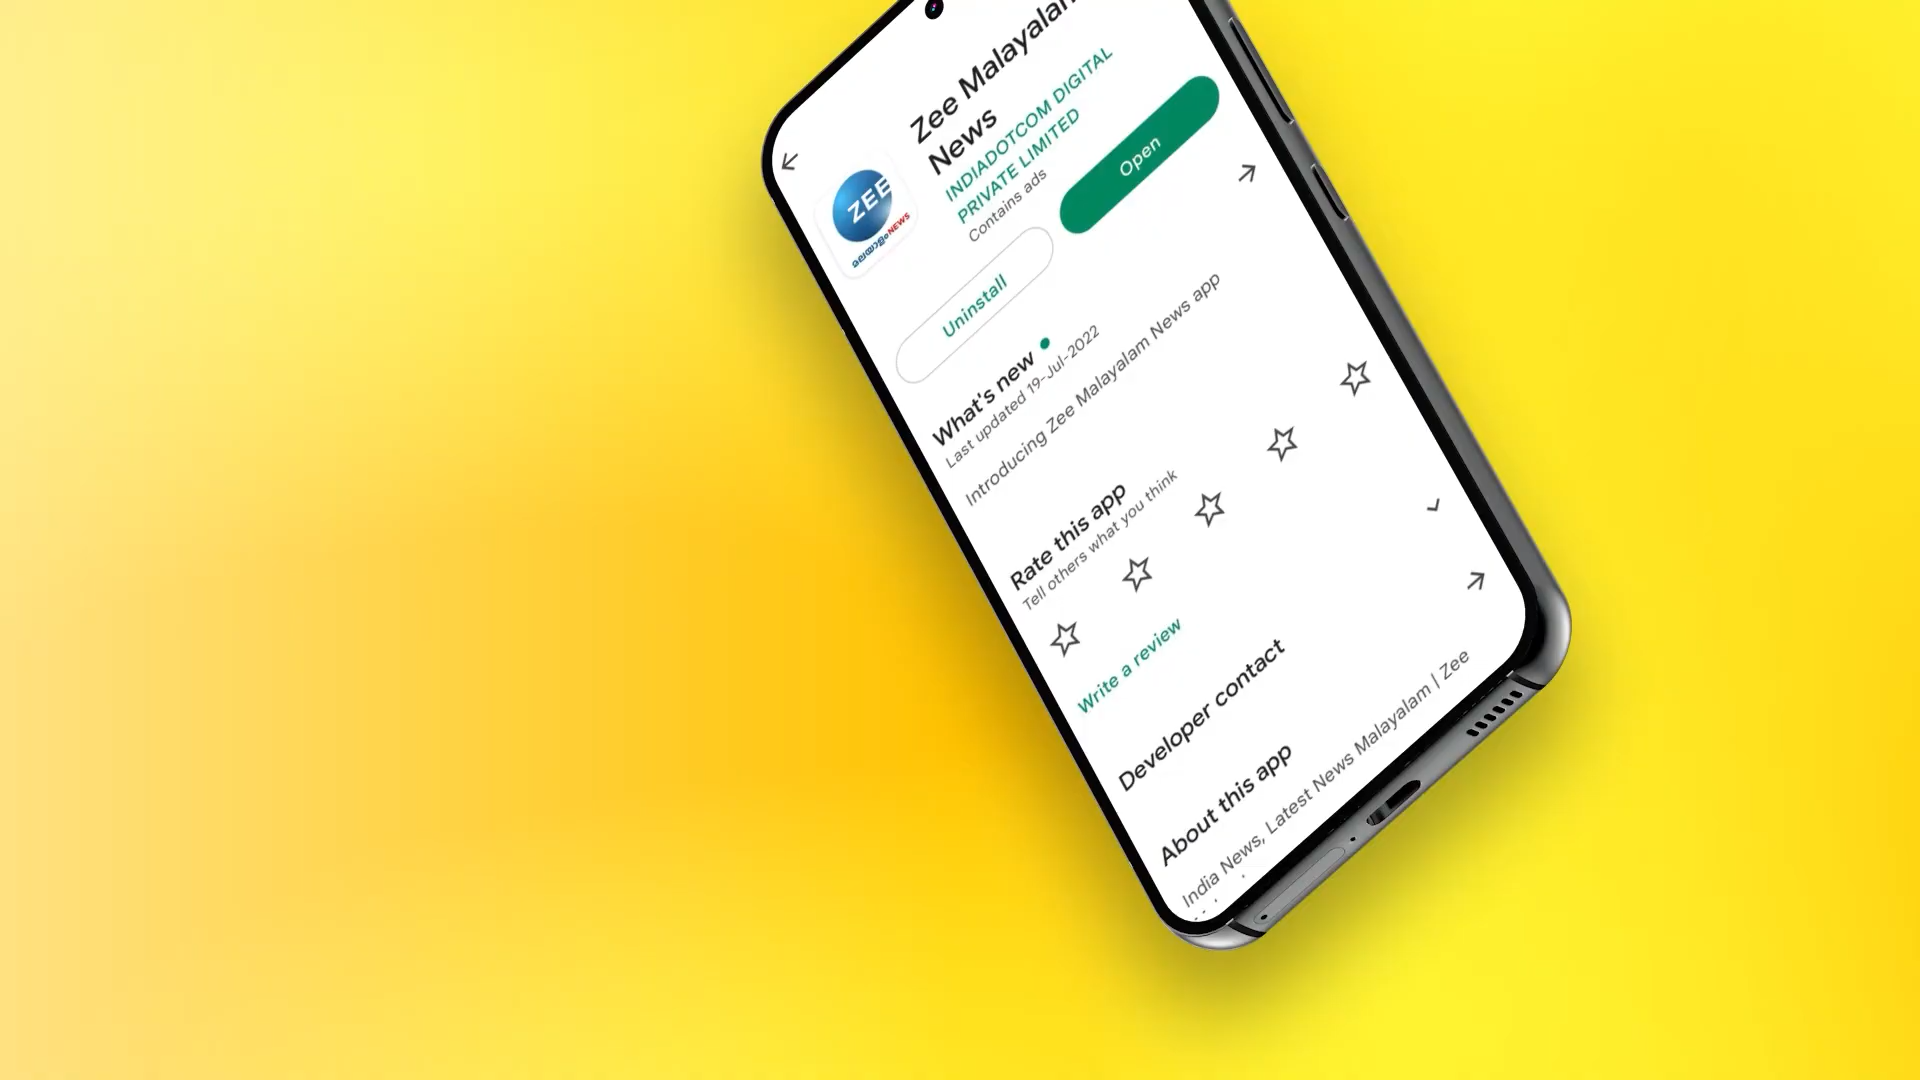 Zee Malayalam
News
INDIADOTCOM DIGITAL
PRIVATE LIMITED
Contains ads
ZEE
മലയാളം NEWS
Uninstall
Open
What's new
Last updated 19-Jul-2022
Introducing Zee Malayalam News app
Rate this app
Tell others what you think
Write a review
Developer contact
About this app
India News, Latest News Malayalam | Zee